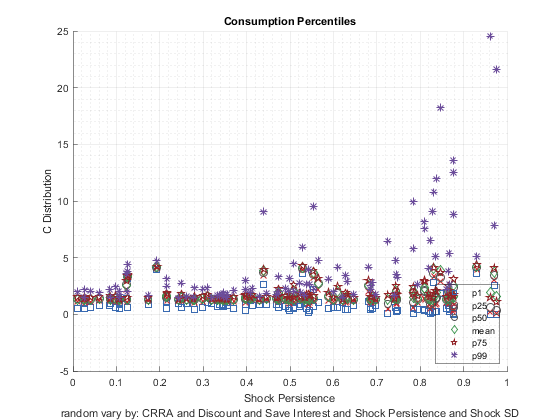 Consumption Percentiles
25
20
15
10
5
0
-5
C Distribution
0 0.1 0.2 0.3 0.4 0.5 0.6 0.7 0.8 0.9 1
Shock Persistence
random vary by: CRRA and Discount and Save Interest and Shock Persistence and Shock SD
p1
p25
p50
mean
p75
p99